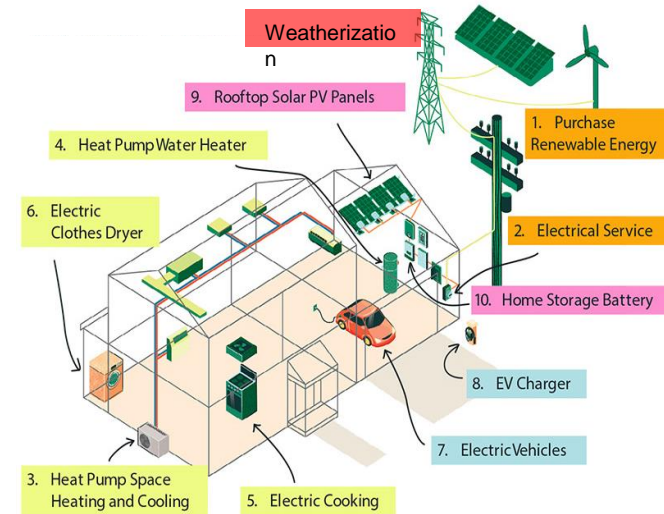 Weatherizatio
n
9. Rooftop Solar PV Panels
1. Purchase
Renewable Energy
4. Heat Pump Water Heater
6. Electric
Clothes Dryer
2. Electrical Service
10. Home Storage Battery
8. EV Charger
7. Electric Vehicles
3. Heat Pump Space
Heating and Cooling
5. Electric Cooking